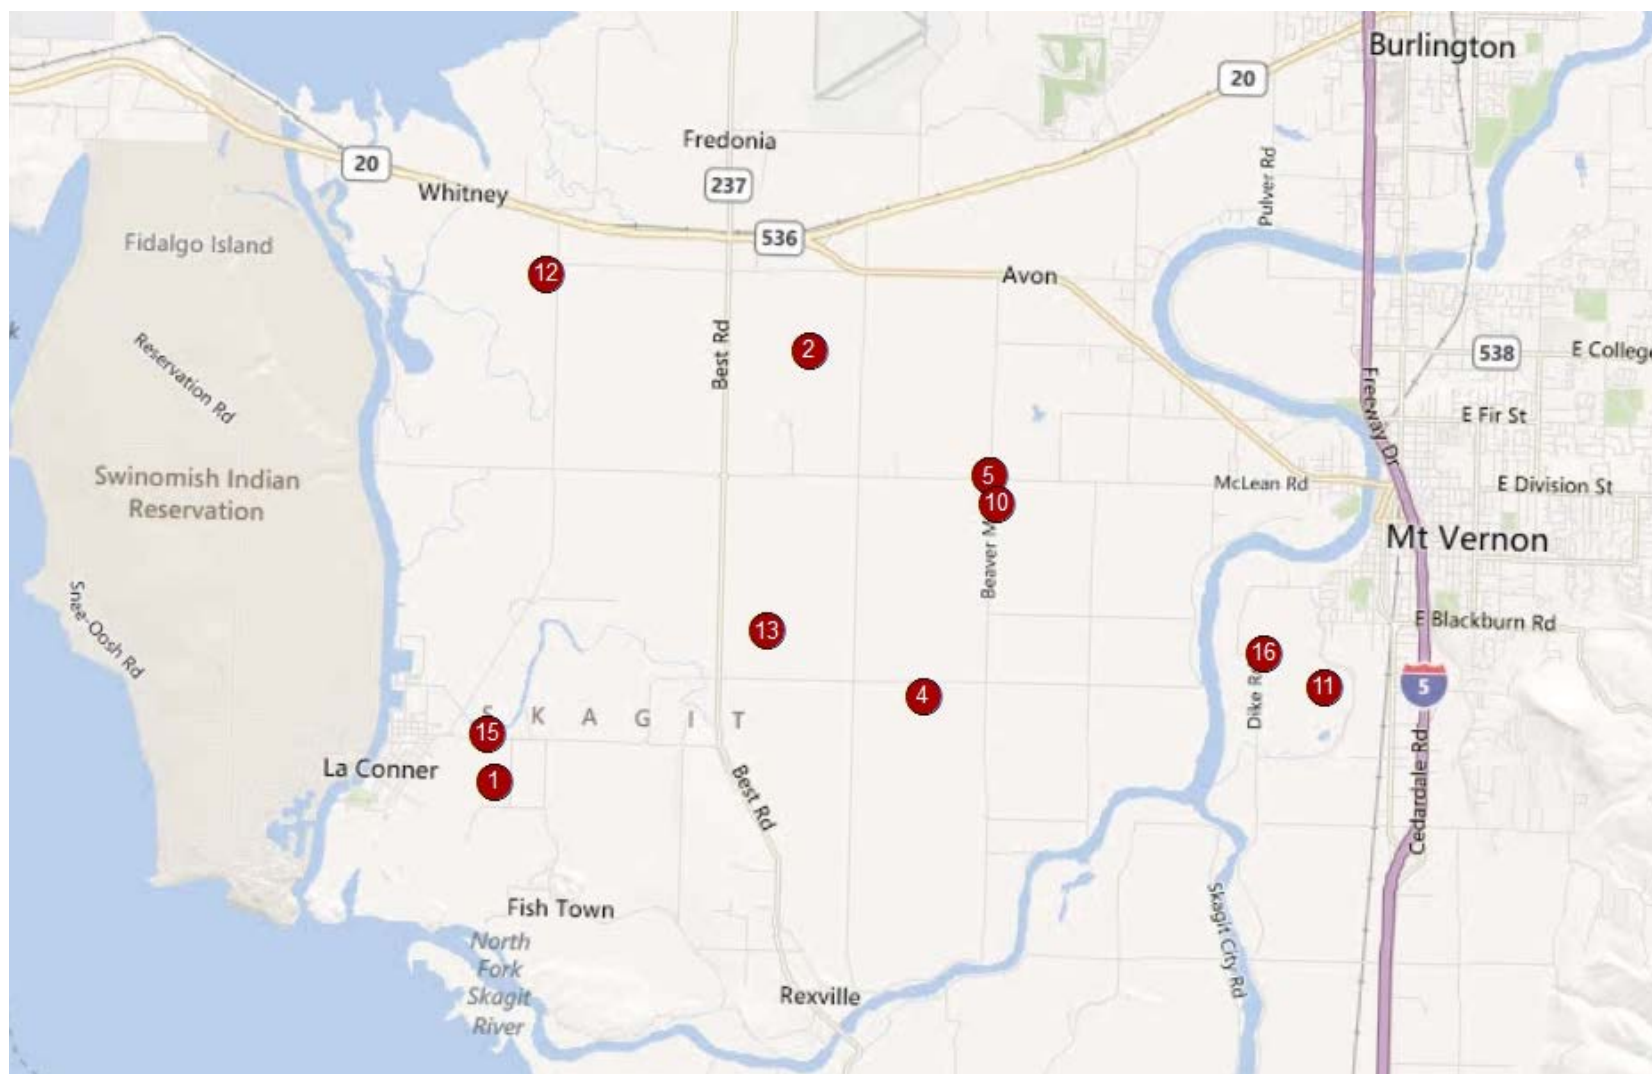 Burlington
20
Fredonia
20
237
Pulver Rd
Whitney
536
Fidalgo Island
12
Avon
2
Best Rd
538
E College
Reservation Rd
Freeway Dr
E Fir St
Swinomish Indian
Reservation
5
McLean Rd
E Division St
10
Mt Vernon
Beaver M
Snee-Oosh Rd
13
E Blackburn Rd
16
11
4
5
Dike R
SKAGIT
15
La Conner
1
Best Rd
Cedardale Rd
Fish Town
Skagit City Rd
North
Fork
Skagit
River
Rexville